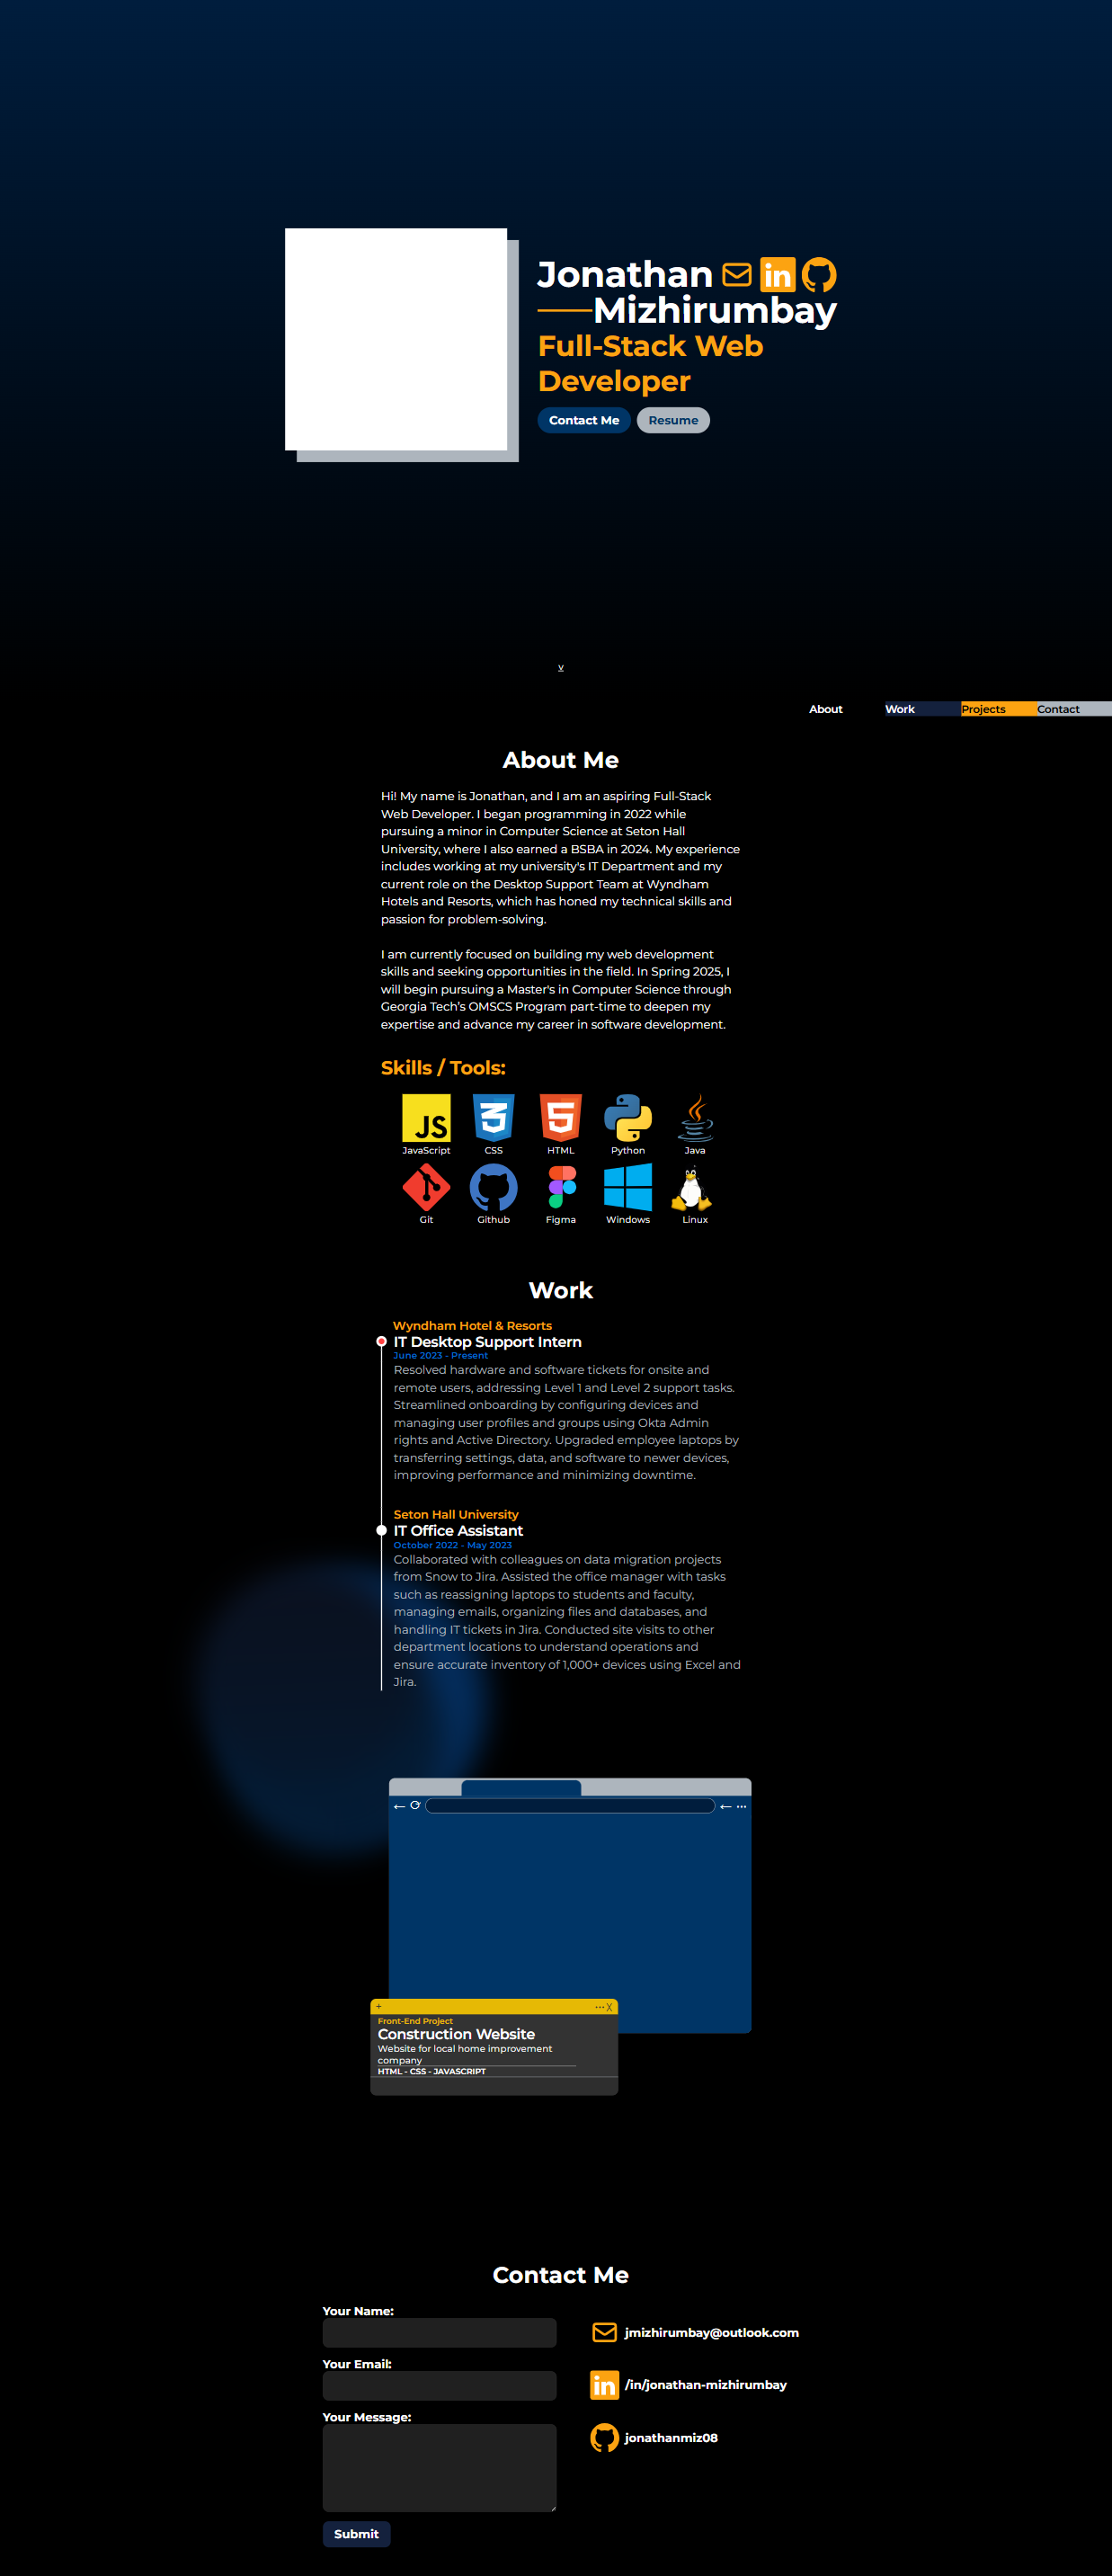 Jonathan
Mizhirumbay
Full-Stack Web
Developer
Contact Me Resume
v
About Work Projects Contact
About Me
Hi! My name is Jonathan, and I am an aspiring Full-Stack
Web Developer. I began programming in 2022 while
pursuing a minor in Computer Science at Seton Hall
University, where I also earned a BSBA in 2024. My experience
includes working at my university's IT Department and my
current role on the Desktop Support Team at Wyndham
Hotels and Resorts, which has honed my technical skills and
passion for problem-solving.
I am currently focused on building my web development
skills and seeking opportunities in the field. In Spring 2025, I
will begin pursuing a Master's in Computer Science through
Georgia Tech's OMSCS Program part-time to deepen my
expertise and advance my career in software development.
Skills / Tools:
JS
JavaScript CSS HTML Python Java
Git Github Figma Windows Linux
Work
Wyndham Hotel & Resorts
IT Desktop Support Intern
June 2023 - Present
Resolved hardware and software tickets for onsite and
remote users, addressing Level 1 and Level 2 support tasks.
Streamlined onboarding by configuring devices and
managing user profiles and groups using Okta Admin
rights and Active Directory. Upgraded employee laptops by
transferring settings, data, and software to newer devices,
improving performance and minimizing downtime.
Seton Hall University
IT Office Assistant
October 2022 - May 2023
Collaborated with colleagues on data migration projects
from Snow to Jira. Assisted the office manager with tasks
such as reassigning laptops to students and faculty,
managing emails, organizing files and databases, and
handling IT tickets in Jira. Conducted site visits to other
department locations to understand operations and
ensure accurate inventory of 1,000+ devices using Excel and
Jira.
Front-End Project
Construction Website
Website for local home improvement
company
HTML - CSS - JAVASCRIPT
Contact Me
Your Name:
jmizhirumbay@outlook.com
Your Email:
/in/jonathan-mizhirumbay
Your Message:
jonathanmiz08
Submit